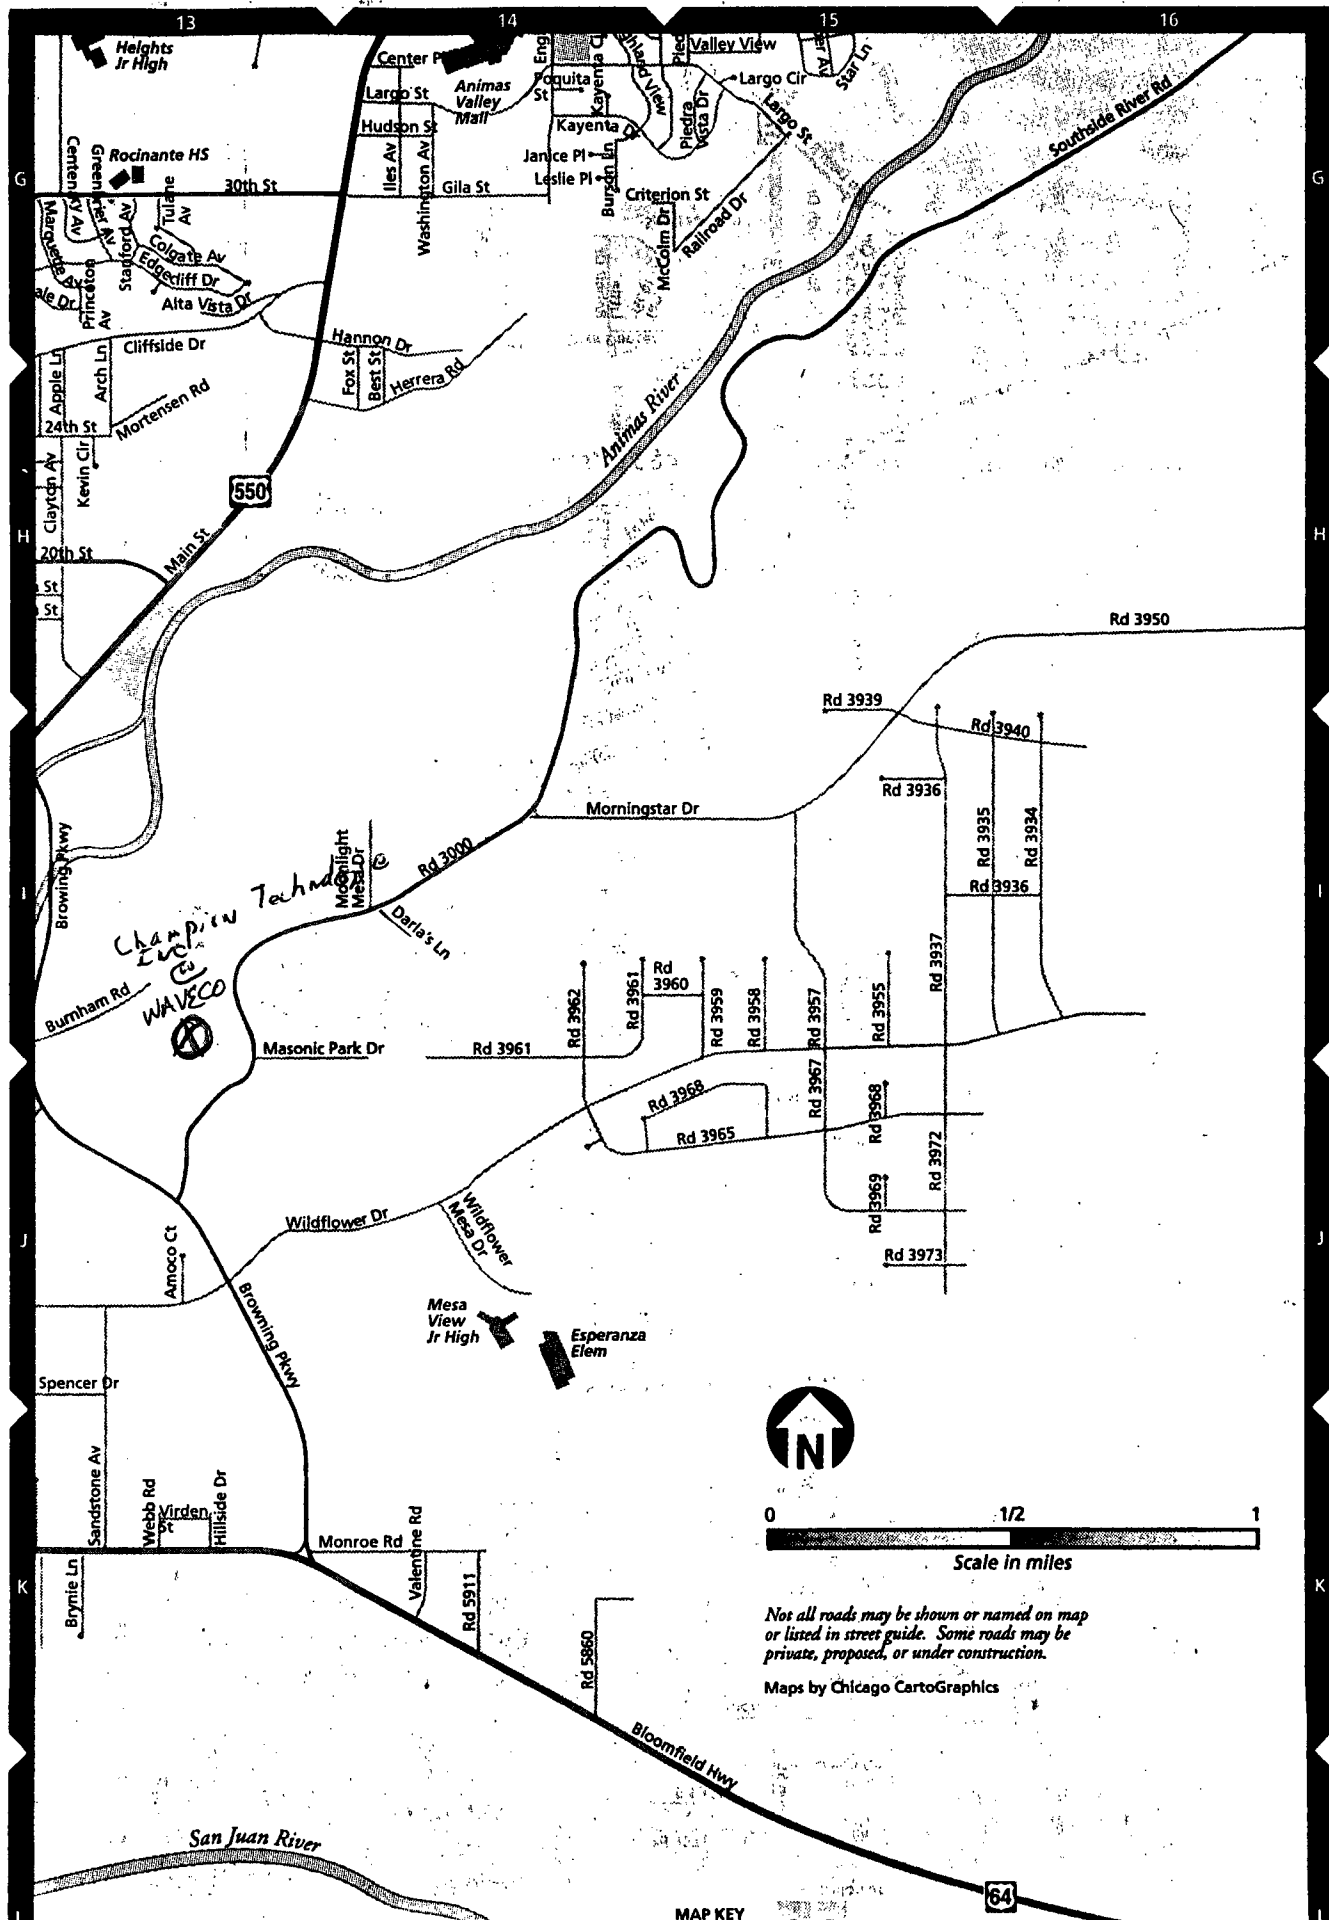 13 14 15 16
Heights
Jr High
Center Pl
Animas
Valley
Mall
Largo St
Hudson St
Iles Av
Washington Av
Gila St
Poquita
St
Kayenta Dr
Janice Pl
Leslie Pl
Burson Ln
Criterion St
McColm Dr
Railroad Dr
Piedra
Vista Dr
Valley View
Largo Cir
Largo St
Star Ln
Southside River Rd
G
G
Rocinante HS
30th St
Centenary Av
Marquette Av
Princeton
Av
Stanford Av
Tulane
Av
Colgate Av
Edgecliff Dr
Alta Vista Dr
Cliffside Dr
Hannon Dr
Fox St
Best St
Herrera Rd
Apple Ln
Arch Ln
Mortensen Rd
24th St
Clayton Av
Kevin Cir
550
Main St
Animas River
H
H
20th St
St
St
Rd 3950
Rd 3939
Rd 3940
Rd 3936
Rd 3935
Rd 3934
Rd 3936
Rd 3937
Morningstar Dr
Rd 3000
Moonlight
Mesa Dr
Darla's Ln
Browing Pkwy
I
I
Champion
Inc
WAVECO
X
Burnham Rd
Masonic Park Dr
Rd 3961
Rd 3962
Rd 3961
Rd
3960
Rd 3959
Rd 3958
Rd 3957
Rd 3955
Rd 3967
Rd 3968
Rd 3968
Rd 3965
Rd 3972
Rd 3969
Rd 3973
J
J
Wildflower Dr
Wildflower
Mesa Dr
Amoco Ct
Browning Pkwy
Mesa
View
Jr High
Esperanza
Elem
Spencer Dr
Sandstone Av
Webb Rd
Virden
St
Hillside Dr
Monroe Rd
Valentine Rd
Rd 5911
Rd 5860
Brynie Ln
K
K
N
0 1/2 1
Scale in miles
Not all roads may be shown or named on map
or listed in street guide. Some roads may be
private, proposed, or under construction.
Maps by Chicago CartoGraphics
Bloomfield Hwy
San Juan River
64
MAP KEY